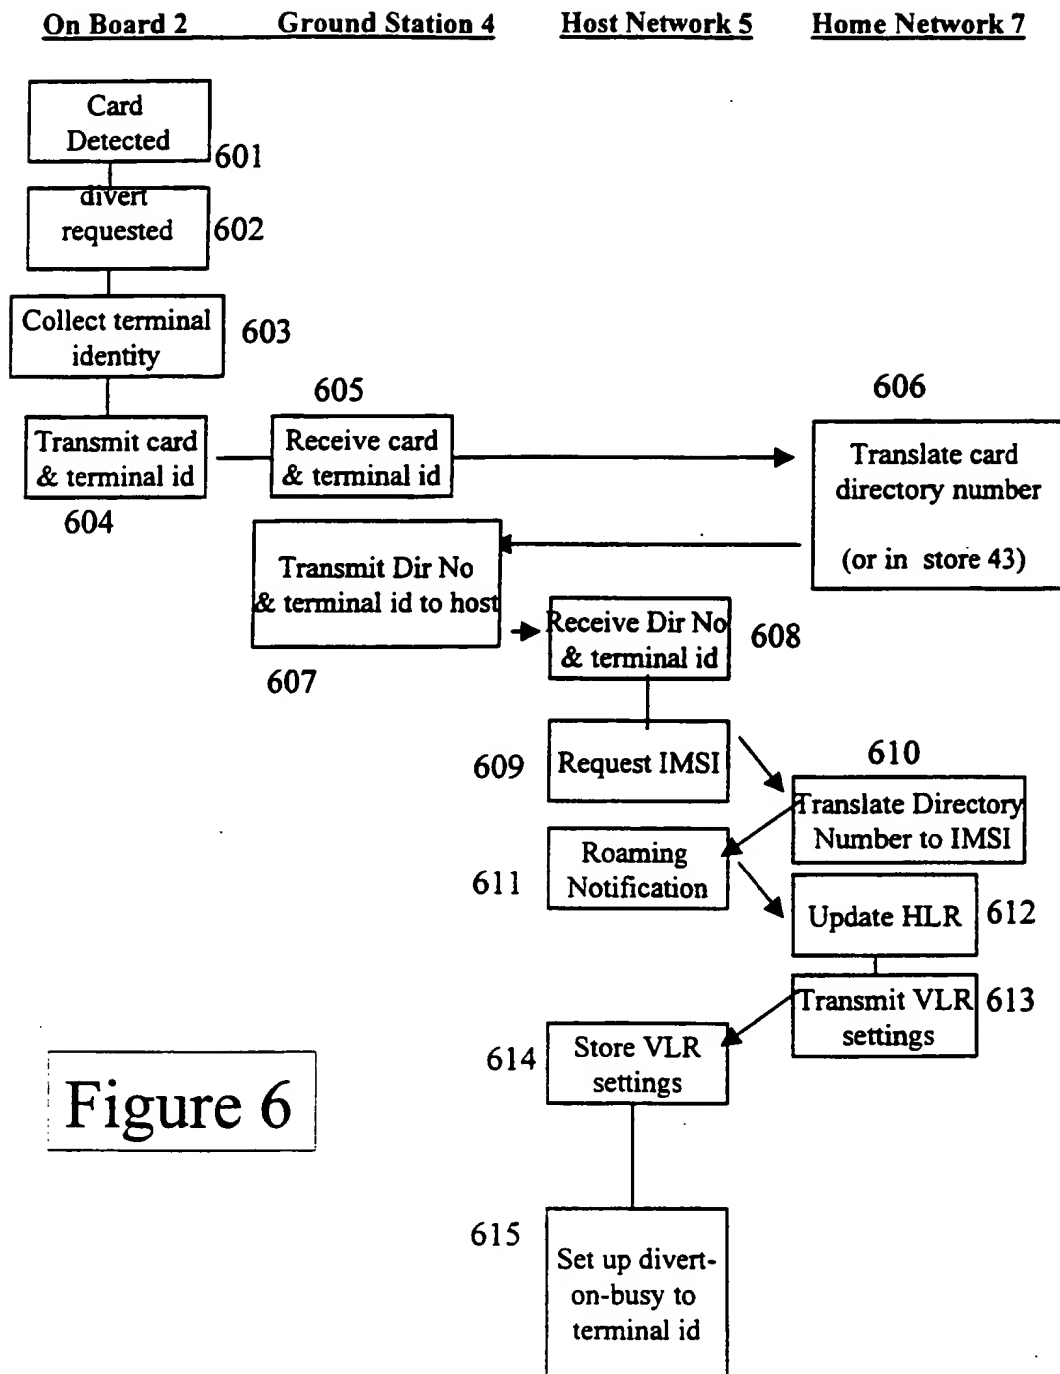 On Board 2 Ground Station 4 Host Network 5 Home Network 7
Card
Detected
601
divert
requested
602
Collect terminal
identity
603
Transmit card
& terminal id
604
605
Receive card
& terminal id
606
Translate card
directory number
(or in store 43)
Transmit Dir No
& terminal id to host
607
Receive Dir No
& terminal id
608
609
Request IMSI
610
Translate Directory
Number to IMSI
611
Roaming
Notification
Update HLR
612
Transmit VLR
settings
613
614
Store VLR
settings
615
Set up divert-
on-busy to
terminal id
Figure 6